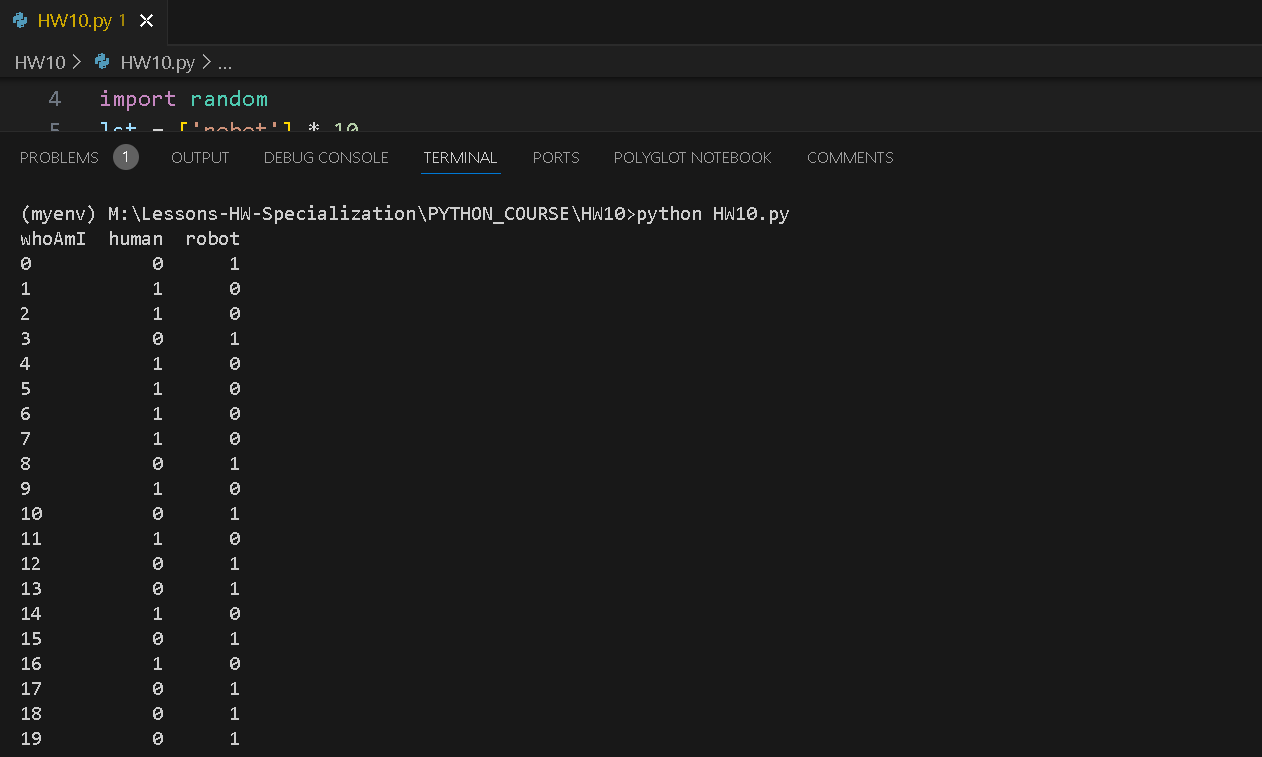 HW10.py 1
HW10 > HW10.py > ...
4 import random
5 lst = ['robot'] * 10
PROBLEMS 1 OUTPUT DEBUG CONSOLE TERMINAL PORTS POLYGLOT NOTEBOOK COMMENTS
(myenv) M:\Lessons-HW-Specialization\PYTHON_COURSE\HW10>python HW10.py
whoAmI  human  robot
0           0      1
1           1      0
2           1      0
3           0      1
4           1      0
5           1      0
6           1      0
7           1      0
8           0      1
9           1      0
10          0      1
11          1      0
12          0      1
13          0      1
14          1      0
15          0      1
16          1      0
17          0      1
18          0      1
19          0      1